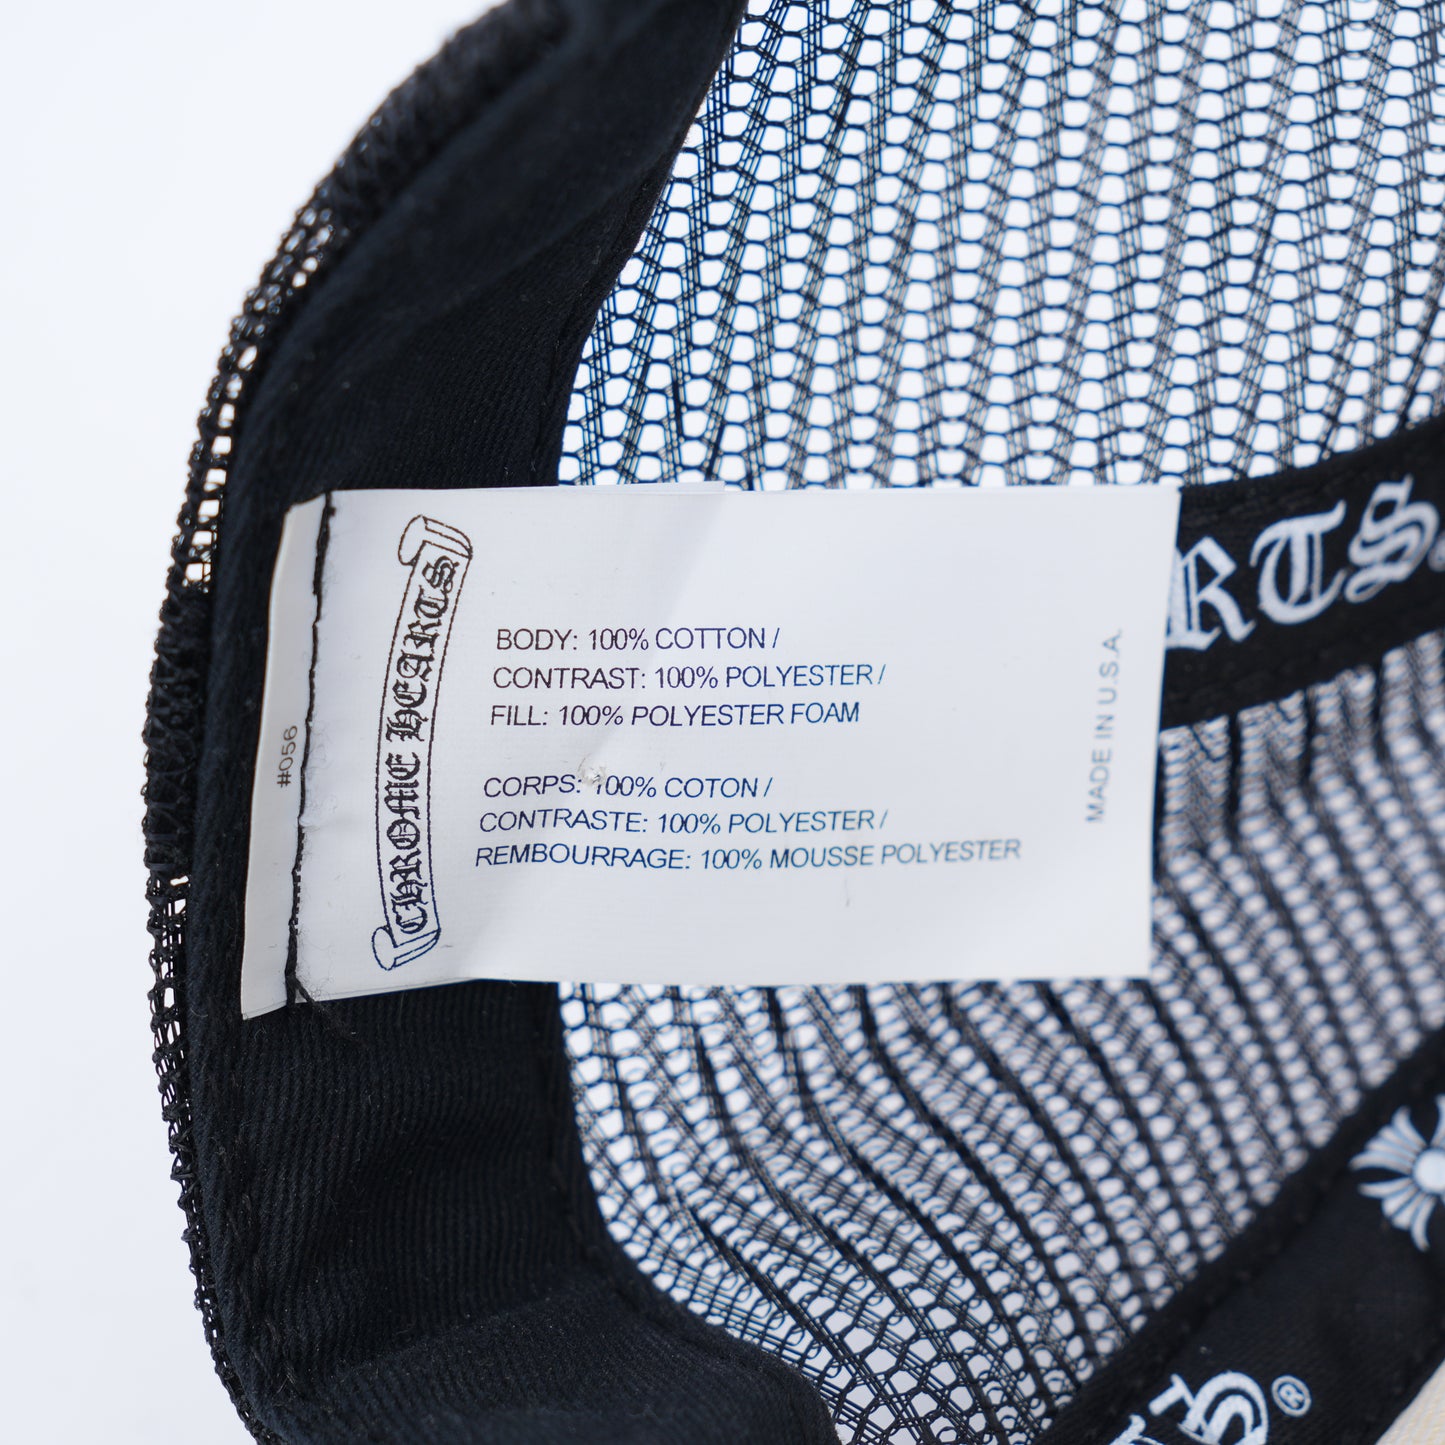 #056
CHROME HEARTS
BODY: 100% COTTON /
CONTRAST: 100% POLYESTER /
FILL: 100% POLYESTER FOAM
CORPS: 100% COTON /
CONTRASTE: 100% POLYESTER /
REMBOURRAGE: 100% MOUSSE POLYESTER
MADE IN U.S.A.
RTS
®